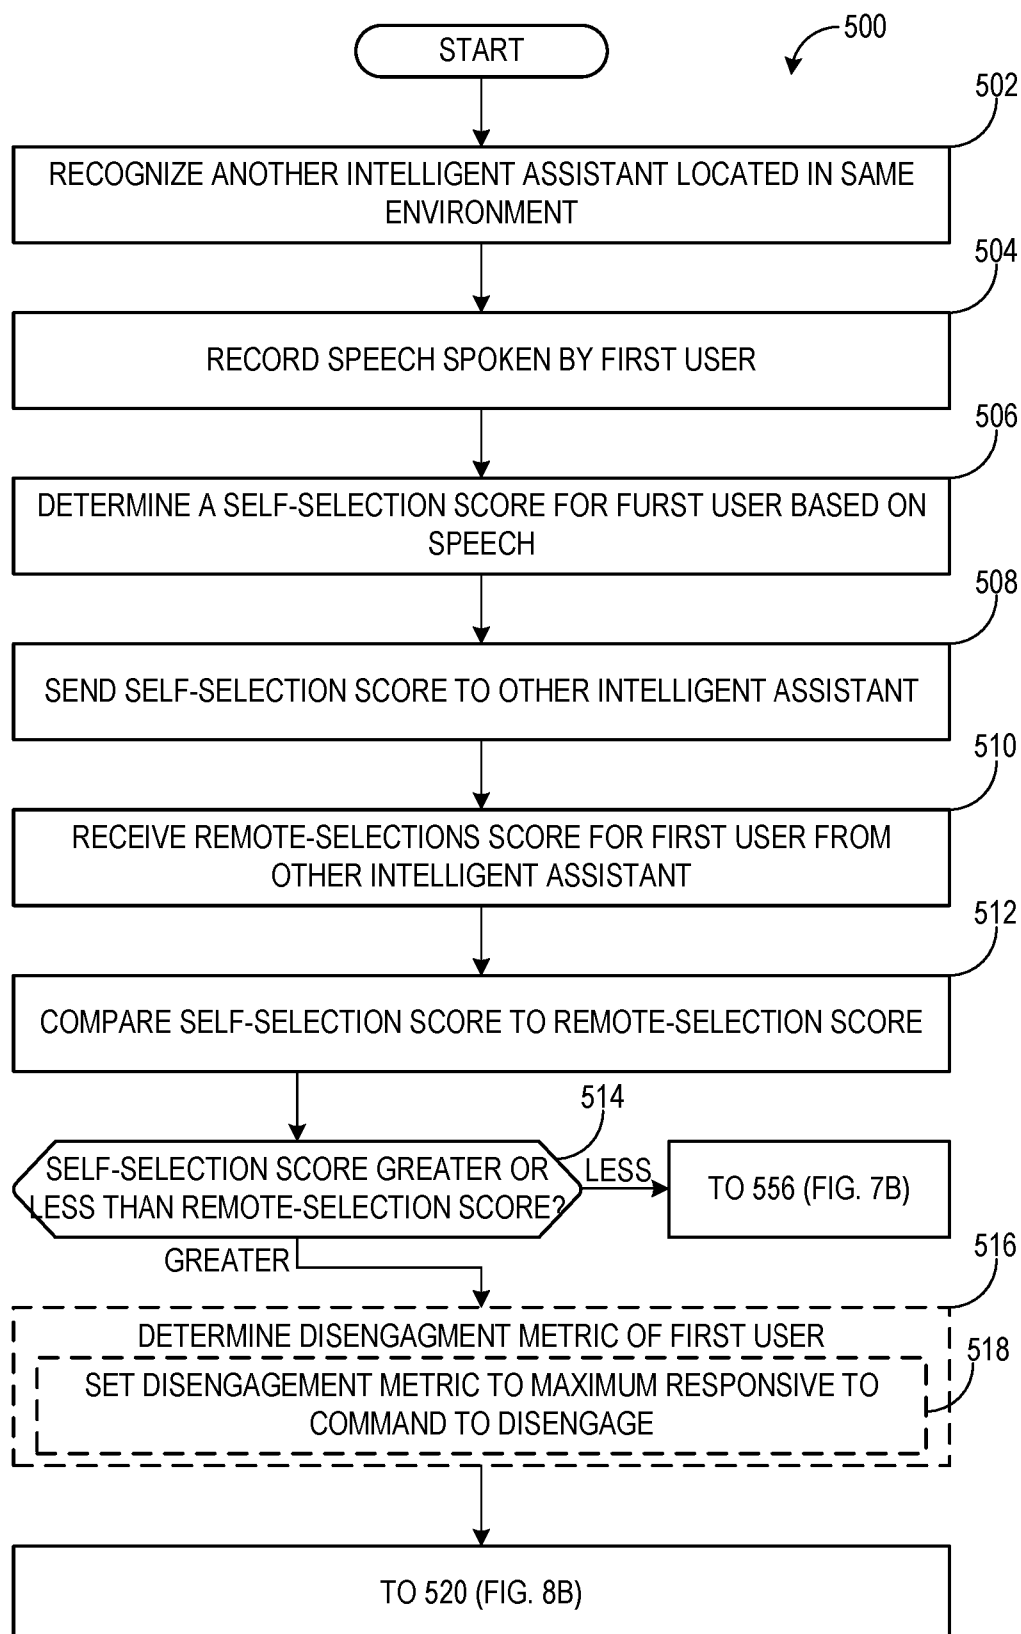 START
500
502
RECOGNIZE ANOTHER INTELLIGENT ASSISTANT LOCATED IN SAME
ENVIRONMENT
504
RECORD SPEECH SPOKEN BY FIRST USER
506
DETERMINE A SELF-SELECTION SCORE FOR FURST USER BASED ON
SPEECH
508
SEND SELF-SELECTION SCORE TO OTHER INTELLIGENT ASSISTANT
510
RECEIVE REMOTE-SELECTIONS SCORE FOR FIRST USER FROM
OTHER INTELLIGENT ASSISTANT
512
COMPARE SELF-SELECTION SCORE TO REMOTE-SELECTION SCORE
514
SELF-SELECTION SCORE GREATER OR
LESS THAN REMOTE-SELECTION SCORE?
LESS
TO 556 (FIG. 7B)
GREATER
516
DETERMINE DISENGAGMENT METRIC OF FIRST USER
518
SET DISENGAGEMENT METRIC TO MAXIMUM RESPONSIVE TO
COMMAND TO DISENGAGE
TO 520 (FIG. 8B)